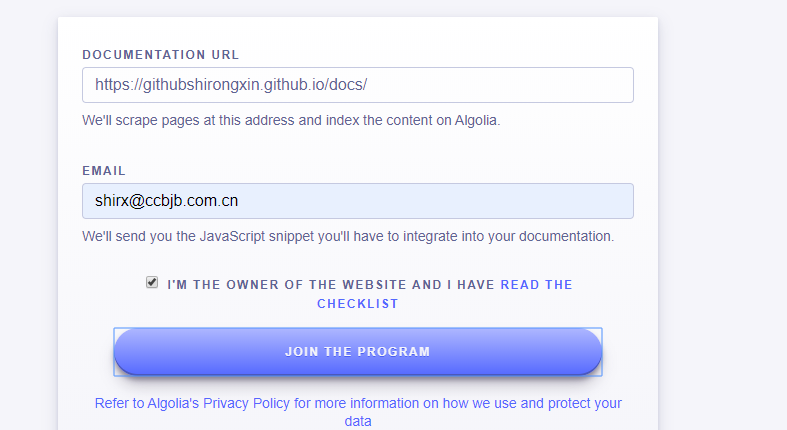 DOCUMENTATION URL
https://githubshirongxin.github.io/docs/
We'll scrape pages at this address and index the content on Algolia.
EMAIL
shirx@ccbjb.com.cn
We'll send you the JavaScript snippet you'll have to integrate into your documentation.
I'M THE OWNER OF THE WEBSITE AND I HAVE READ THE
CHECKLIST
JOIN THE PROGRAM
Refer to Algolia's Privacy Policy for more information on how we use and protect your
data